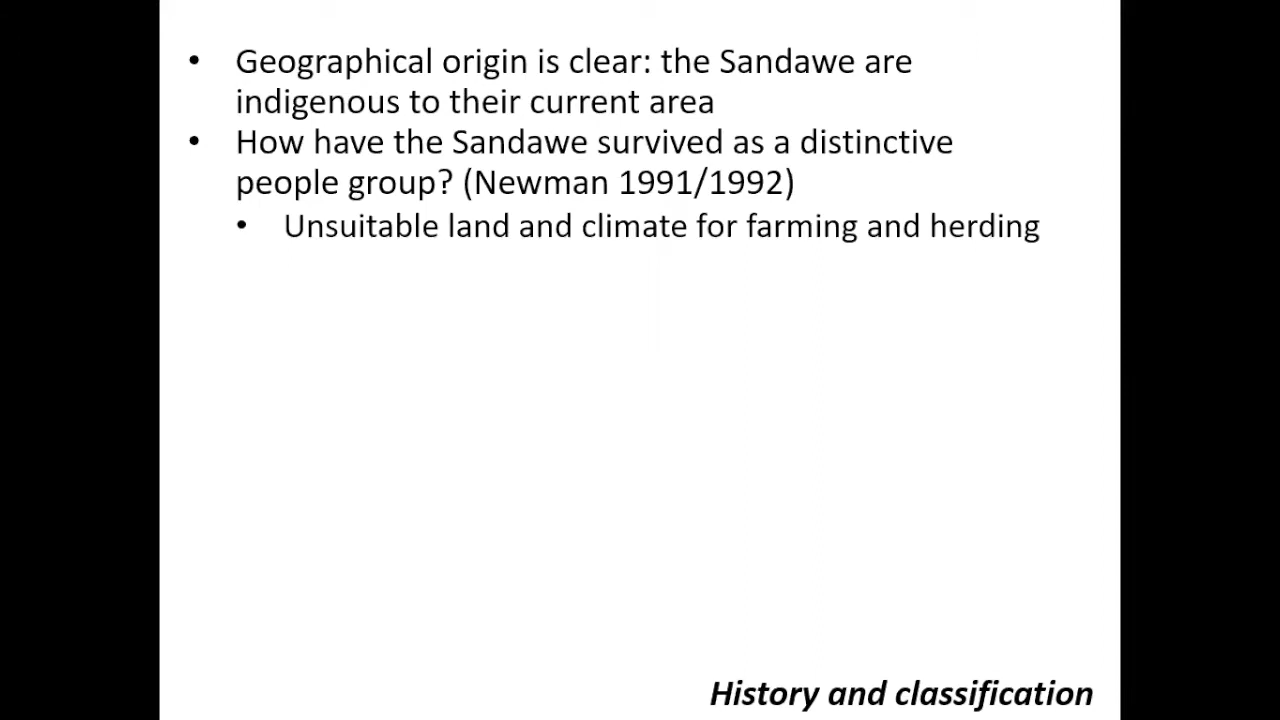 • Geographical origin is clear: the Sandawe are
indigenous to their current area
• How have the Sandawe survived as a distinctive
people group? (Newman 1991/1992)
• Unsuitable land and climate for farming and herding
History and classification